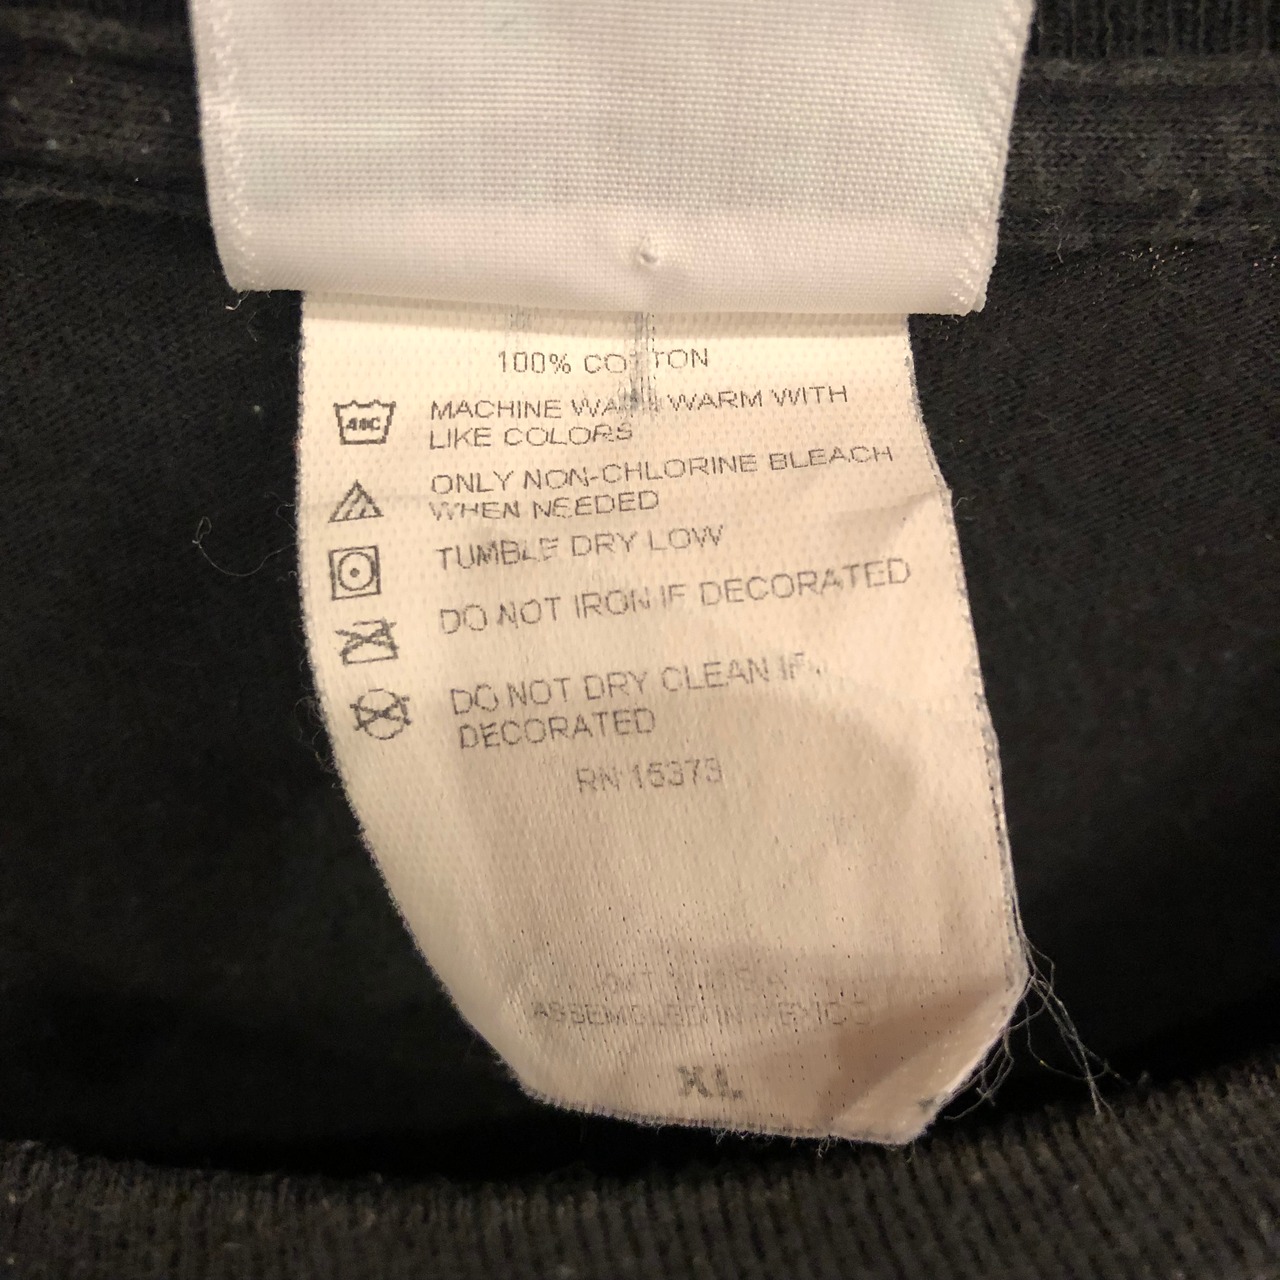 100% COTTON
40C
MACHINE WASH WARM WITH
LIKE COLORS
ONLY NON-CHLORINE BLEACH
WHEN NEEDED
TUMBLE DRY LOW
DO NOT IRON IF DECORATED
DO NOT DRY CLEAN IF
DECORATED
RN 15373
ASSEMBLED IN MEXICO
XL